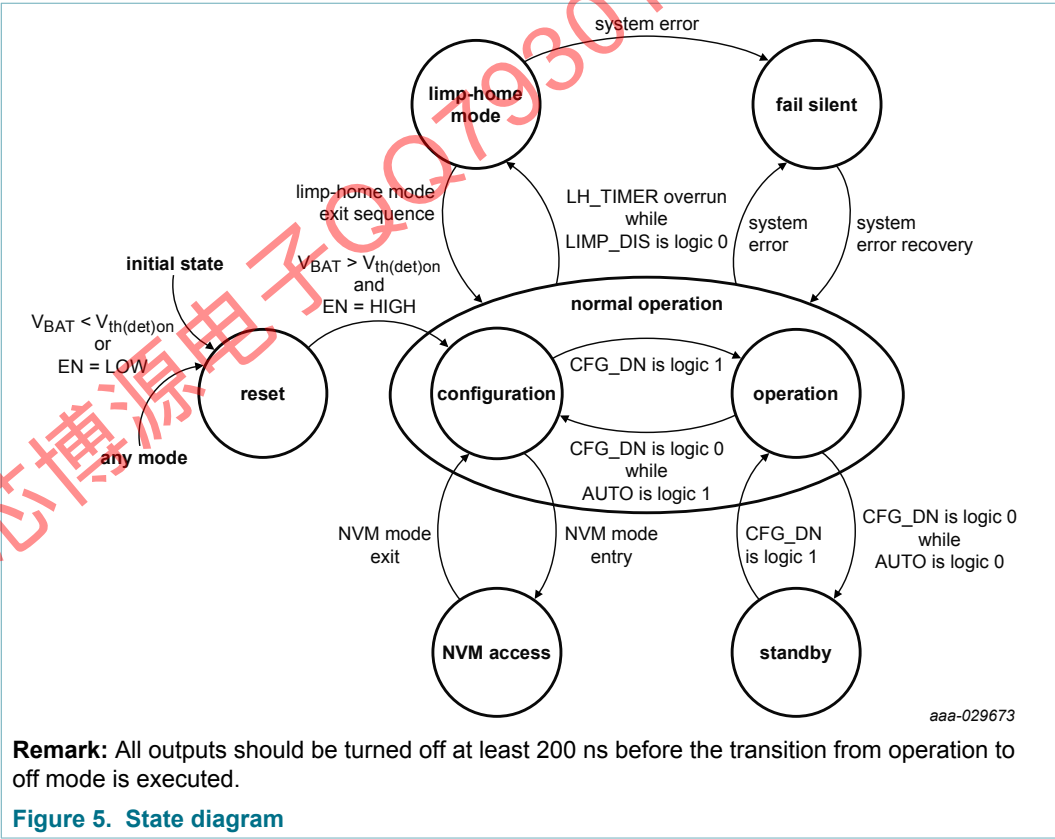 system error
limp-home
mode
fail silent
limp-home mode
exit sequence
LH_TIMER overrun
while
LIMP_DIS is logic 0
system
error
system
error recovery
initial state
VBAT > Vth(det)on
and
EN = HIGH
normal operation
VBAT < Vth(det)on
or
EN = LOW
reset
configuration
CFG_DN is logic 1
operation
any mode
CFG_DN is logic 0
while
AUTO is logic 1
NVM mode
exit
NVM mode
entry
CFG_DN
is logic 1
CFG_DN is logic 0
while
AUTO is logic 0
NVM access
standby
aaa-029673
Remark: All outputs should be turned off at least 200 ns before the transition from operation to
off mode is executed.
Figure 5. State diagram
芯博源电子QQ7930